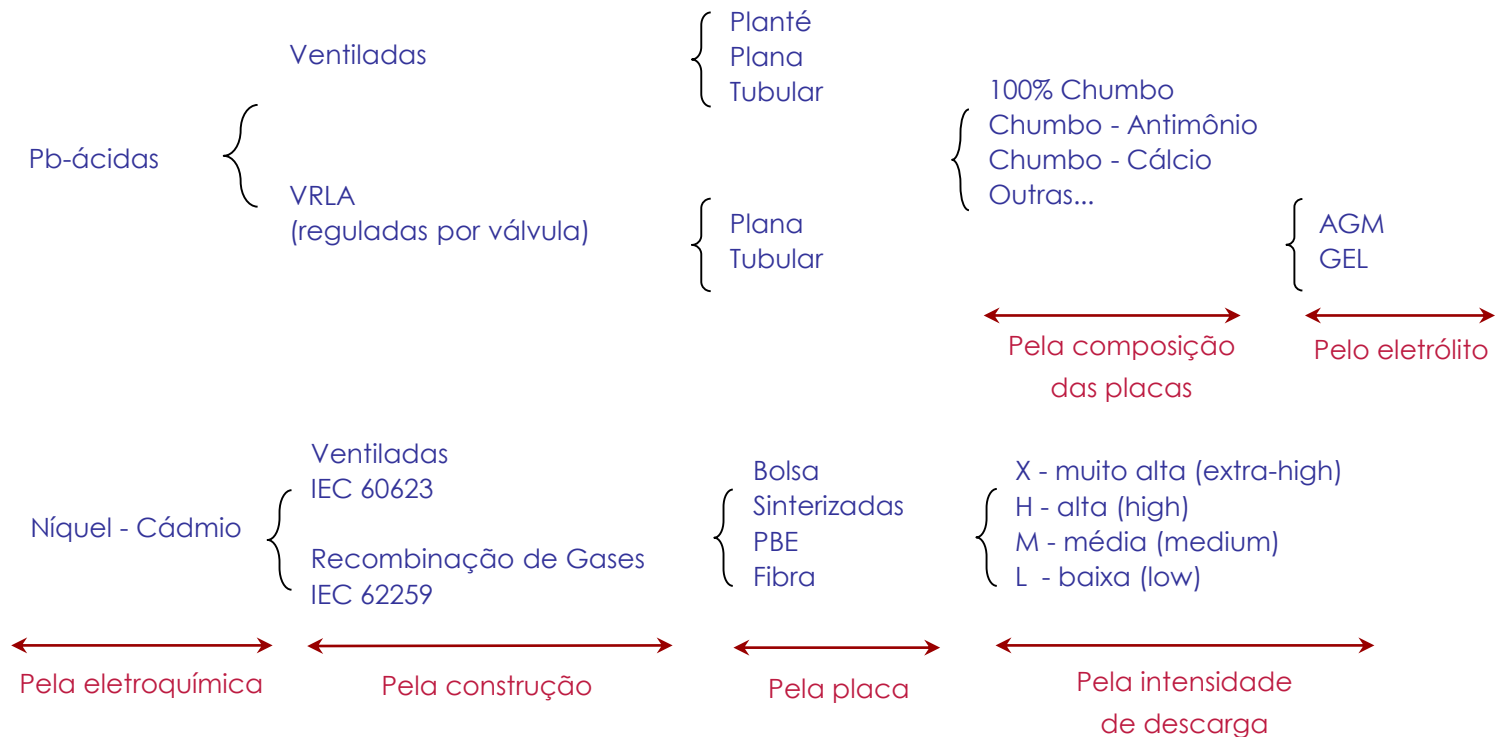 Pb-ácidas
Ventiladas
VRLA
(reguladas por válvula)
Planté
Plana
Tubular
Plana
Tubular
100% Chumbo
Chumbo - Antimônio
Chumbo - Cálcio
Outras...
AGM
GEL
Pela composição
das placas
Pelo eletrólito
Níquel - Cádmio
Ventiladas
IEC 60623
Recombinação de Gases
IEC 62259
Bolsa
Sinterizadas
PBE
Fibra
X - muito alta (extra-high)
H - alta (high)
M - média (medium)
L - baixa (low)
Pela eletroquímica
Pela construção
Pela placa
Pela intensidade
de descarga